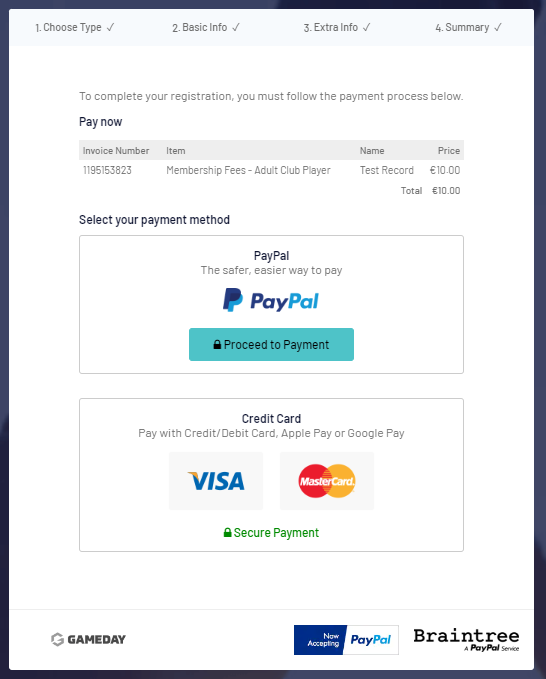 1. Choose Type ✓ 2. Basic Info ✓ 3. Extra Info ✓ 4. Summary ✓
To complete your registration, you must follow the payment process below.
Pay now
Invoice Number Item Name Price
1195153823 Membership Fees - Adult Club Player Test Record €10.00
Total €10.00
Select your payment method
PayPal
The safer, easier way to pay
PayPal
Proceed to Payment
Credit Card
Pay with Credit/Debit Card, Apple Pay or Google Pay
VISA MasterCard.
Secure Payment
GAMEDAY
Now
Accepting PayPal
Braintree
A PayPal Service